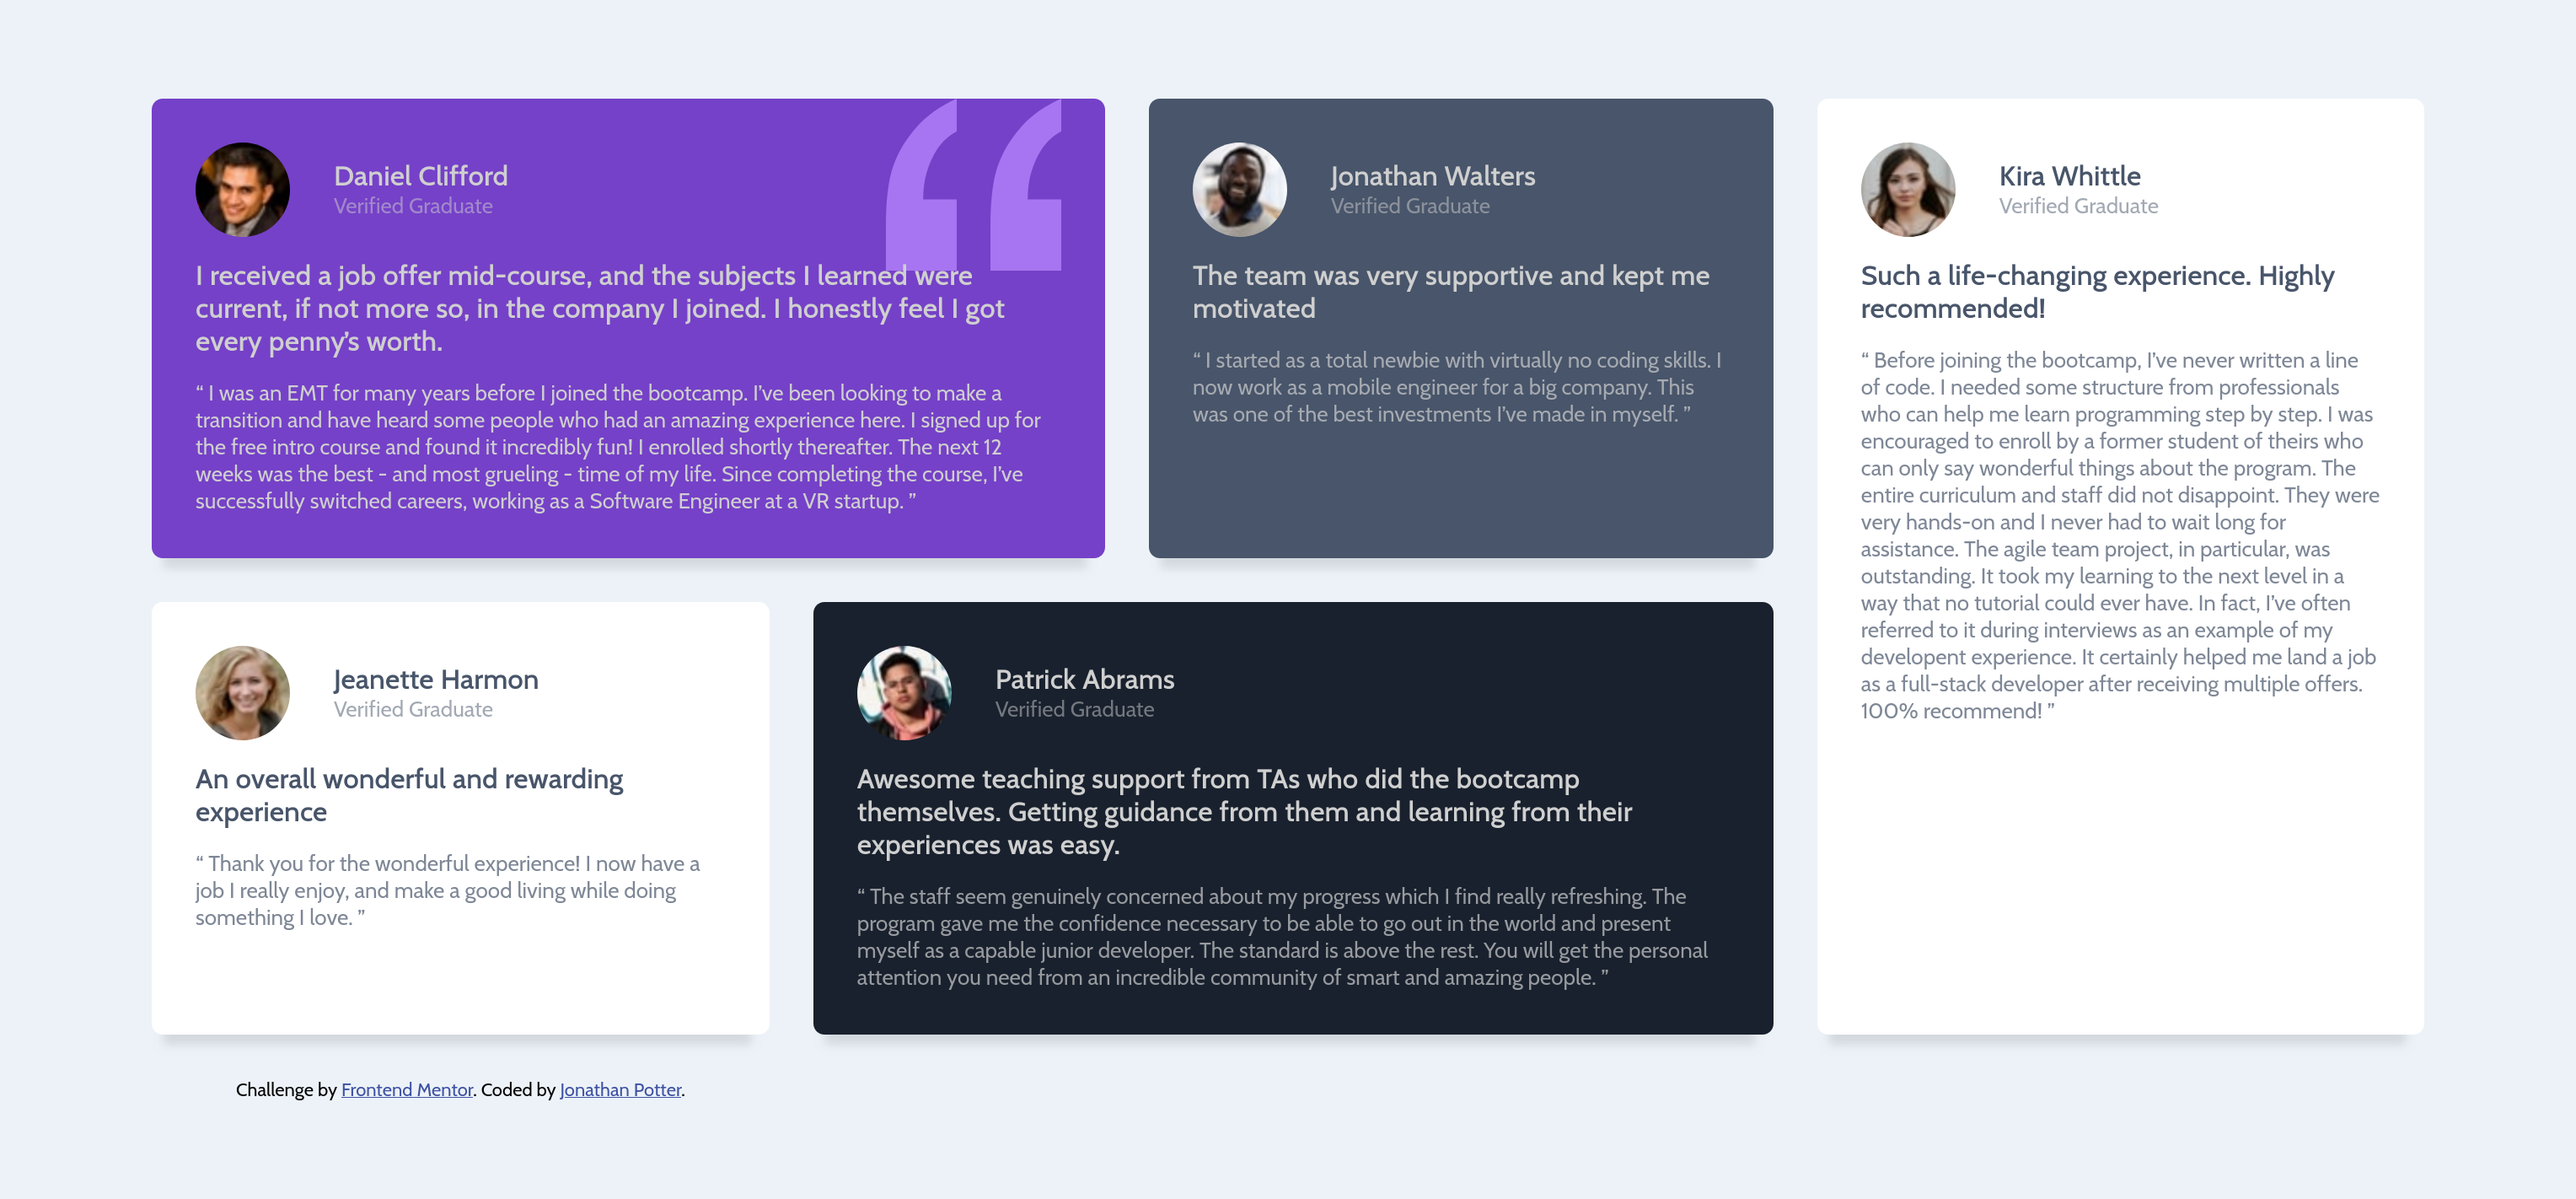 Daniel Clifford
Verified Graduate
I received a job offer mid-course, and the subjects I learned were
current, if not more so, in the company I joined. I honestly feel I got
every penny’s worth.
“ I was an EMT for many years before I joined the bootcamp. I’ve been looking to make a
transition and have heard some people who had an amazing experience here. I signed up for
the free intro course and found it incredibly fun! I enrolled shortly thereafter. The next 12
weeks was the best - and most grueling - time of my life. Since completing the course, I’ve
successfully switched careers, working as a Software Engineer at a VR startup. ”
Jonathan Walters
Verified Graduate
The team was very supportive and kept me
motivated
“ I started as a total newbie with virtually no coding skills. I
now work as a mobile engineer for a big company. This
was one of the best investments I’ve made in myself. ”
Kira Whittle
Verified Graduate
Such a life-changing experience. Highly
recommended!
“ Before joining the bootcamp, I’ve never written a line
of code. I needed some structure from professionals
who can help me learn programming step by step. I was
encouraged to enroll by a former student of theirs who
can only say wonderful things about the program. The
entire curriculum and staff did not disappoint. They were
very hands-on and I never had to wait long for
assistance. The agile team project, in particular, was
outstanding. It took my learning to the next level in a
way that no tutorial could ever have. In fact, I’ve often
referred to it during interviews as an example of my
developent experience. It certainly helped me land a job
as a full-stack developer after receiving multiple offers.
100% recommend! ”
Jeanette Harmon
Verified Graduate
An overall wonderful and rewarding
experience
“ Thank you for the wonderful experience! I now have a
job I really enjoy, and make a good living while doing
something I love. ”
Patrick Abrams
Verified Graduate
Awesome teaching support from TAs who did the bootcamp
themselves. Getting guidance from them and learning from their
experiences was easy.
“ The staff seem genuinely concerned about my progress which I find really refreshing. The
program gave me the confidence necessary to be able to go out in the world and present
myself as a capable junior developer. The standard is above the rest. You will get the personal
attention you need from an incredible community of smart and amazing people. ”
Challenge by Frontend Mentor. Coded by Jonathan Potter.